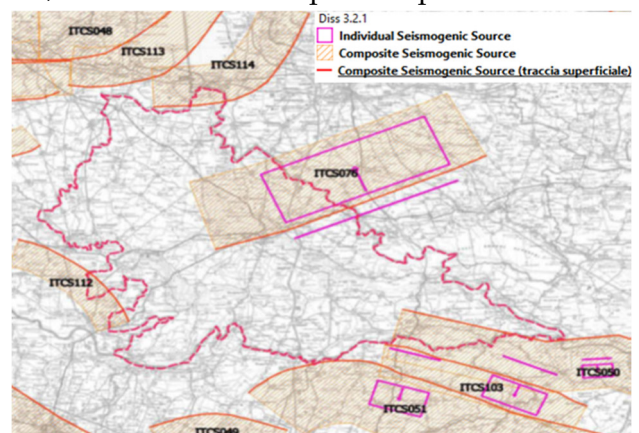 Diss 3.2.1
Individual Seismogenic Source
Composite Seismogenic Source
Composite Seismogenic Source (traccia superficiale)
ITCS048
ITCS113
ITCS114
ITCS076
ITCS112
ITCS050
ITCS103
ITCS051
ITCS049